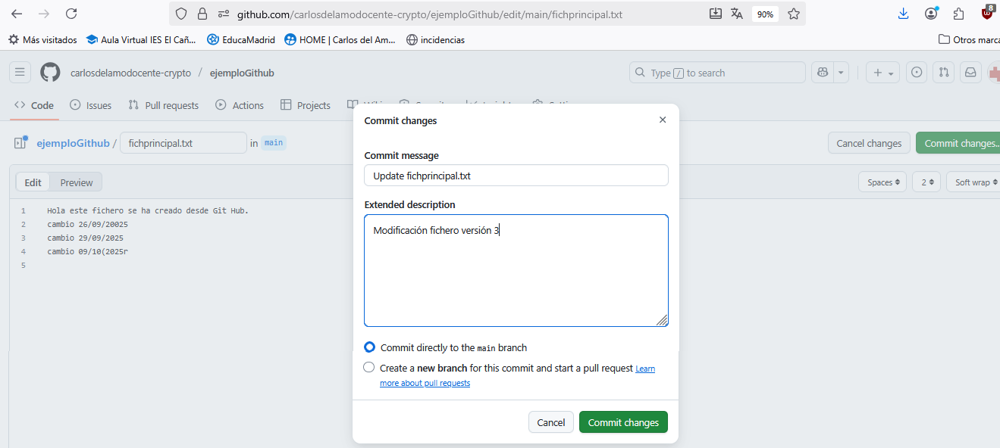 github.com/carlosdelamodocente-crypto/ejemploGithub/edit/main/fichprincipal.txt
90%
8
Más visitados
Aula Virtual IES El Cañ...
EducaMadrid
HOME | Carlos del Am...
incidencias
Otros marca
carlosdelamodocente-crypto / ejemploGithub
Type / to search
Code
Issues
Pull requests
Actions
Projects
ejemploGithub / fichprincipal.txt in main
Cancel changes
Commit changes..
Edit
Preview
Spaces
2
Soft wrap
1 Hola este fichero se ha creado desde Git Hub.
2 cambio 26/09/20025
3 cambio 29/09/2025
4 cambio 09/10(2025r
5
Commit changes
Commit message
Update fichprincipal.txt
Extended description
Modificación fichero versión 3
Commit directly to the main branch
Create a new branch for this commit and start a pull request Learn
more about pull requests
Cancel
Commit changes